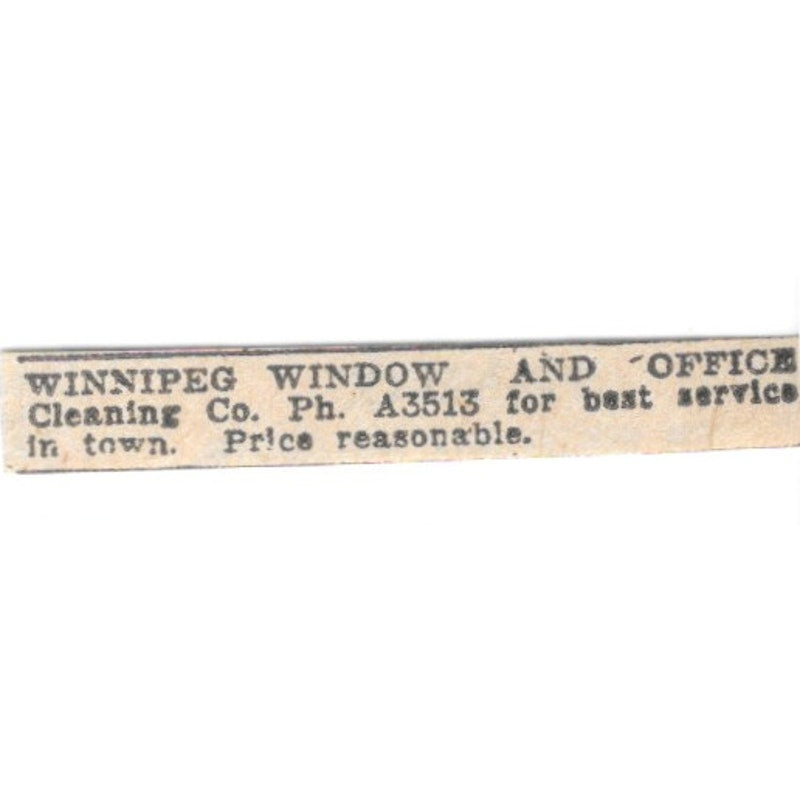 WINNIPEG WINDOW AND OFFICE
Cleaning Co. Ph. A3513 for best service
in town. Price reasonable.